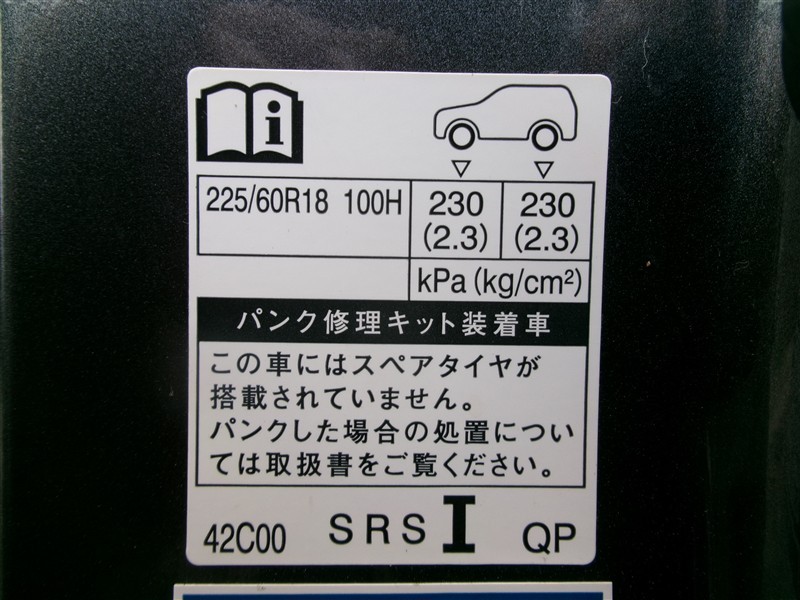 i
225/60R18 100H 230 230
(2.3) (2.3)
kPa (kg/cm²)
パンク修理キット装着車
この車にはスペアタイヤが
搭載されていません。
パンクした場合の処置につい
ては取扱書をご覧ください。
42C00 SRS I QP